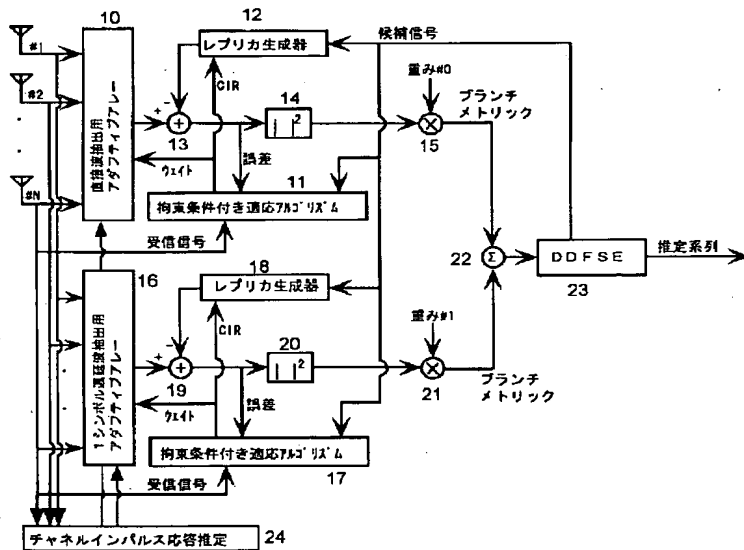 10
12
#1
レプリカ生成器
候補信号
重み#0
#2
CIR
14
ブランチ
メトリック
直接波抽出用
アダプティブアレー
+
-
+
| |2
×
13
15
誤差
ウェイト
11
#N
拘束条件付き適応アルゴリズム
受信信号
16
18
レプリカ生成器
22
Σ
DDFSE
推定系列
23
CIR
重み#1
20
1シンボル遅延波抽出用
アダプティブアレー
+
-
+
| |2
×
19
21
ブランチ
メトリック
誤差
ウェイト
拘束条件付き適応アルゴリズム
17
受信信号
チャネルインパルス応答推定
24